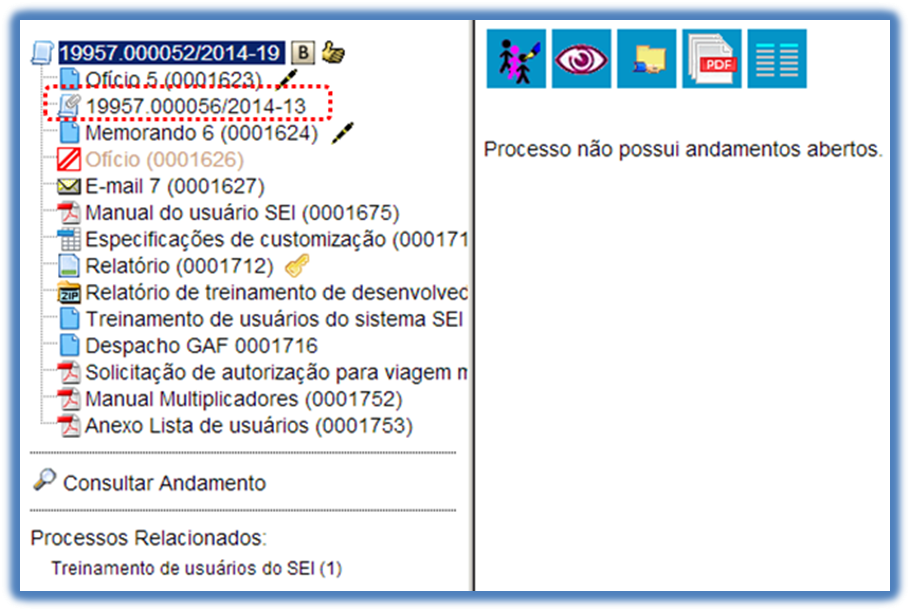 19957.000052/2014-19 B
Ofício 5 (0001623)
19957.000056/2014-13
Memorando 6 (0001624)
Ofício (0001626)
E-mail 7 (0001627)
Manual do usuário SEI (0001675)
Especificações de customização (000171
Relatório (0001712)
ZIP Relatório de treinamento de desenvolvec
Treinamento de usuários do sistema SEI
Despacho GAF 0001716
Solicitação de autorização para viagem n
Manual Multiplicadores (0001752)
Anexo Lista de usuários (0001753)
Consultar Andamento
Processos Relacionados:
Treinamento de usuários do SEI (1)
PDF
Processo não possui andamentos abertos.